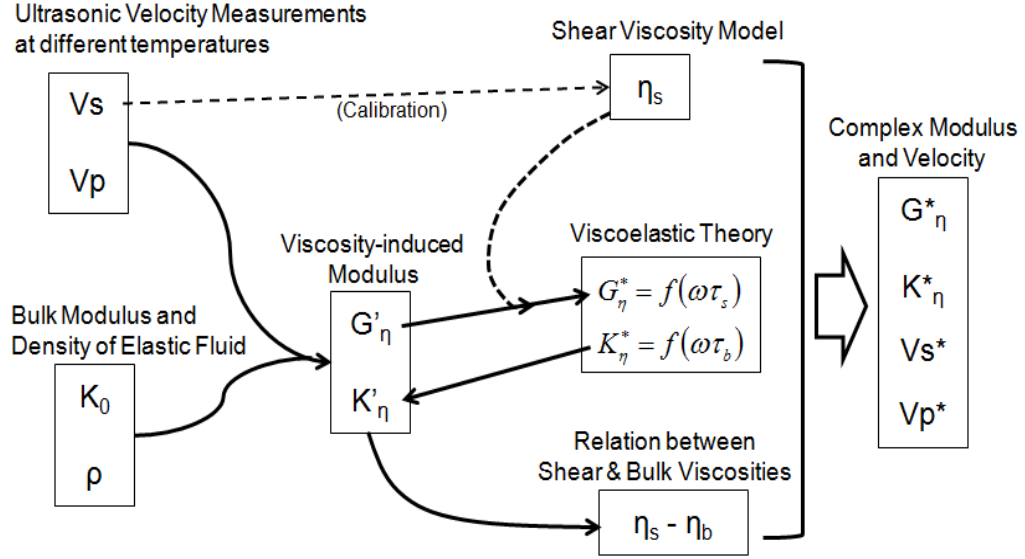 Ultrasonic Velocity Measurements
at different temperatures
Vs
Vp
(Calibration)
Shear Viscosity Model
ηs
Complex Modulus
and Velocity
G*η
K*η
Vs*
Vp*
Viscosity-induced
Modulus
G'η
K'η
Viscoelastic Theory
G*η = f(ωτs)
K*η = f(ωτb)
Bulk Modulus and
Density of Elastic Fluid
K0
ρ
Relation between
Shear & Bulk Viscosities
ηs - ηb